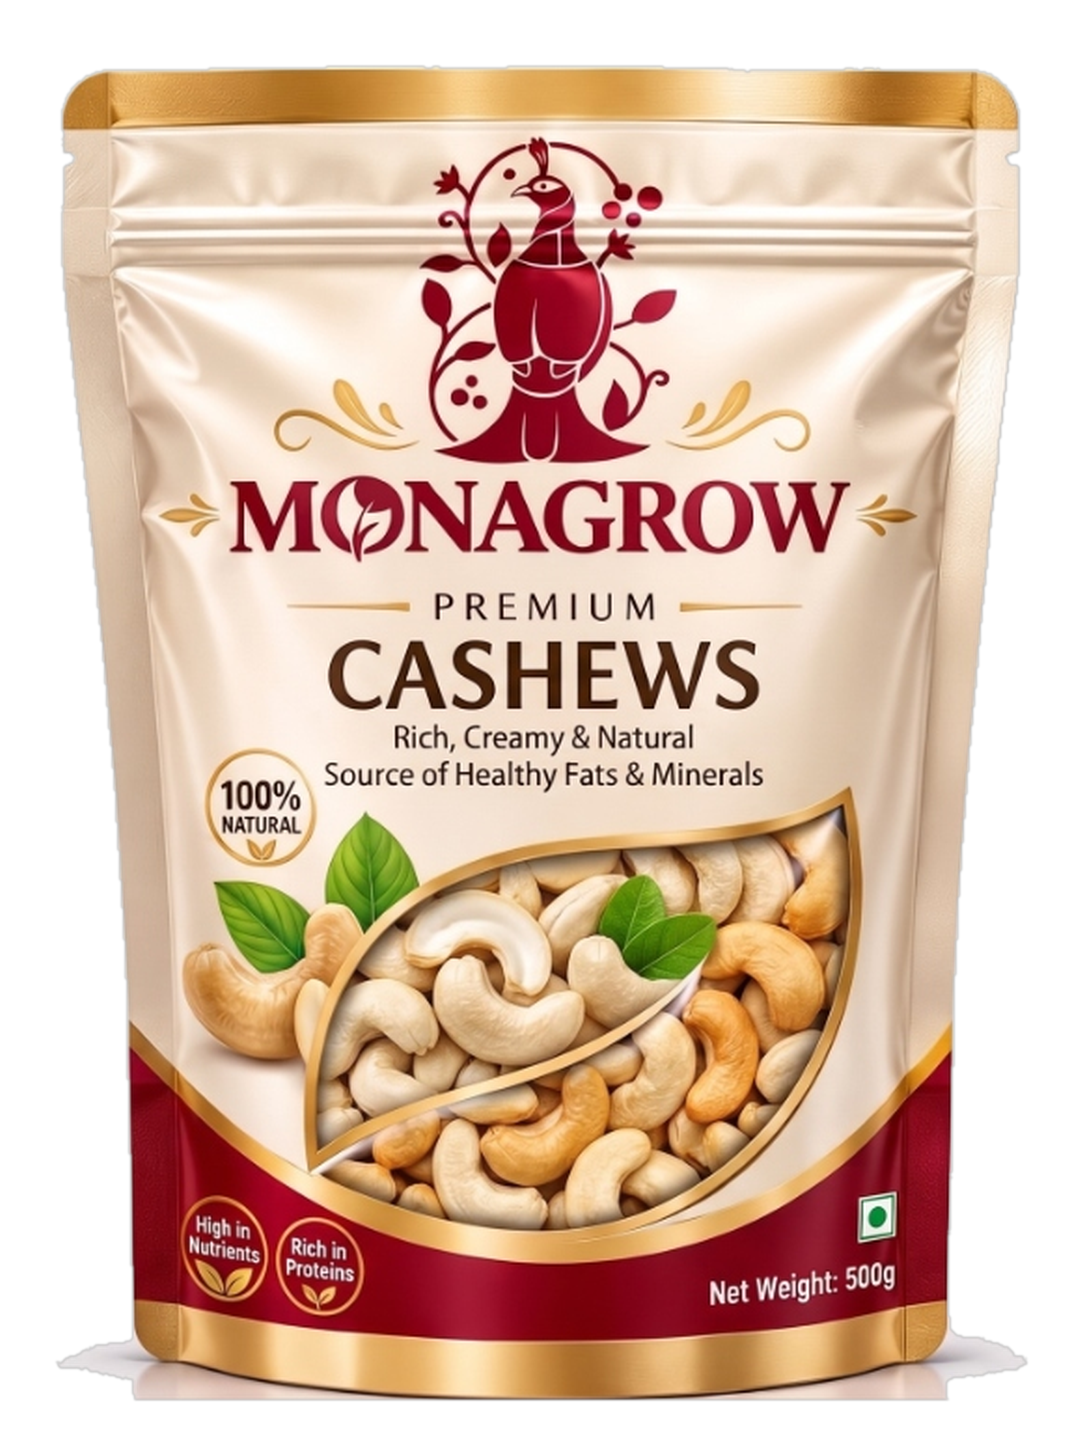 MONAGROW
PREMIUM
CASHEWS
Rich, Creamy & Natural
Source of Healthy Fats & Minerals
100%
NATURAL
High in
Nutrients
Rich in
Proteins
Net Weight: 500g